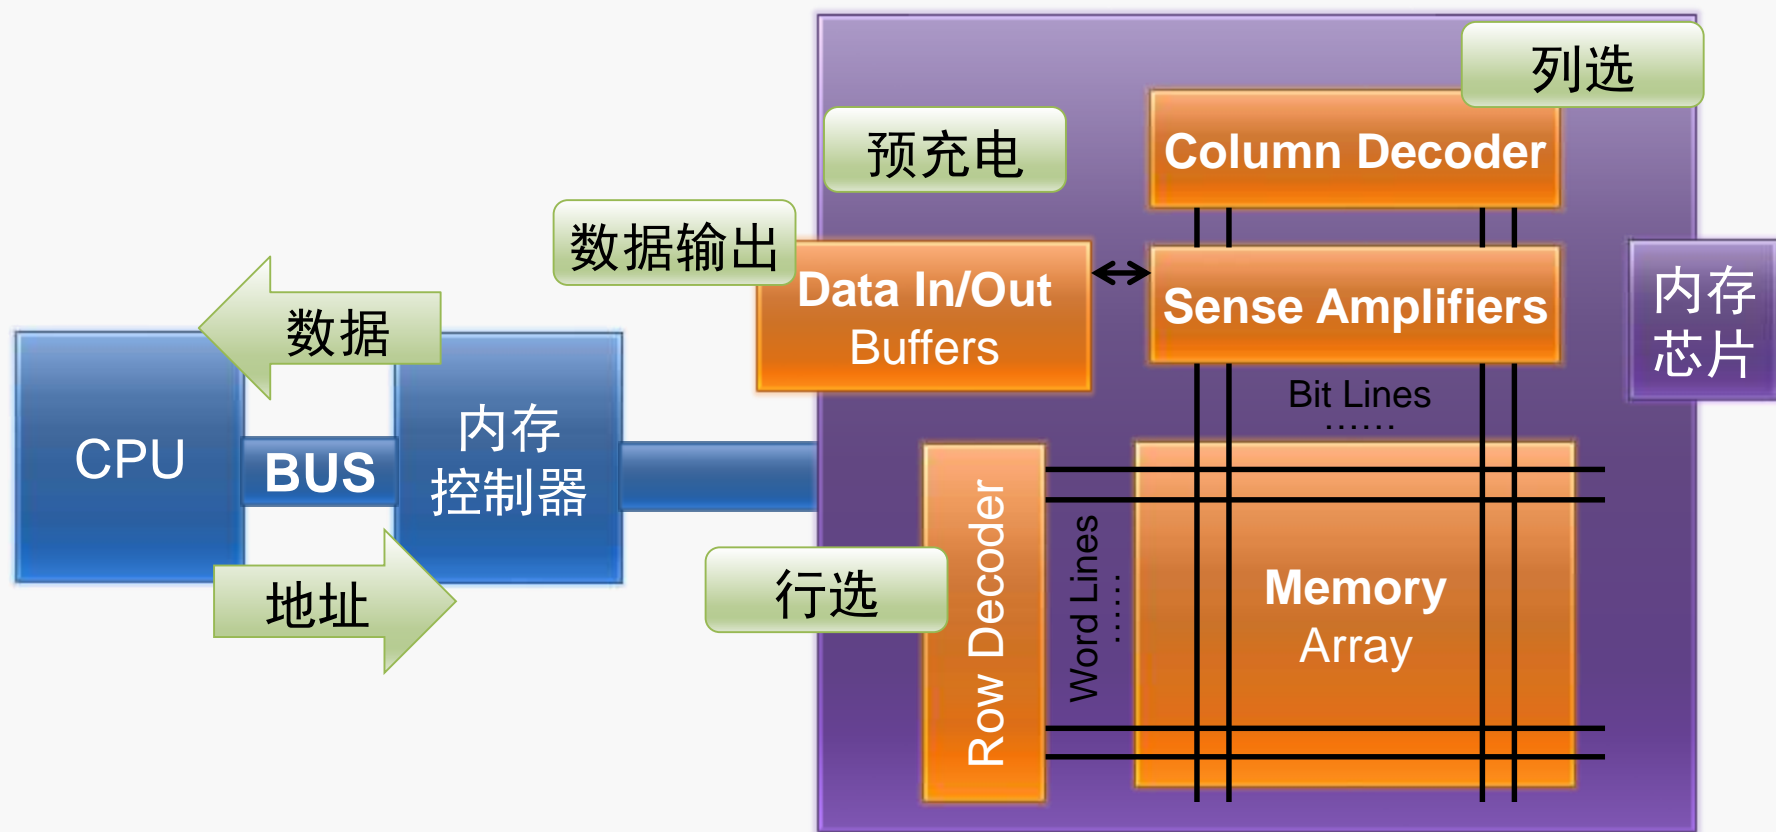 列选
预充电
Column Decoder
数据输出
Data In/Out
Buffers
Sense Amplifiers
内存
芯片
数据
Bit Lines
......
CPU
BUS
内存
控制器
行选
Row Decoder
Word Lines
......
Memory
Array
地址